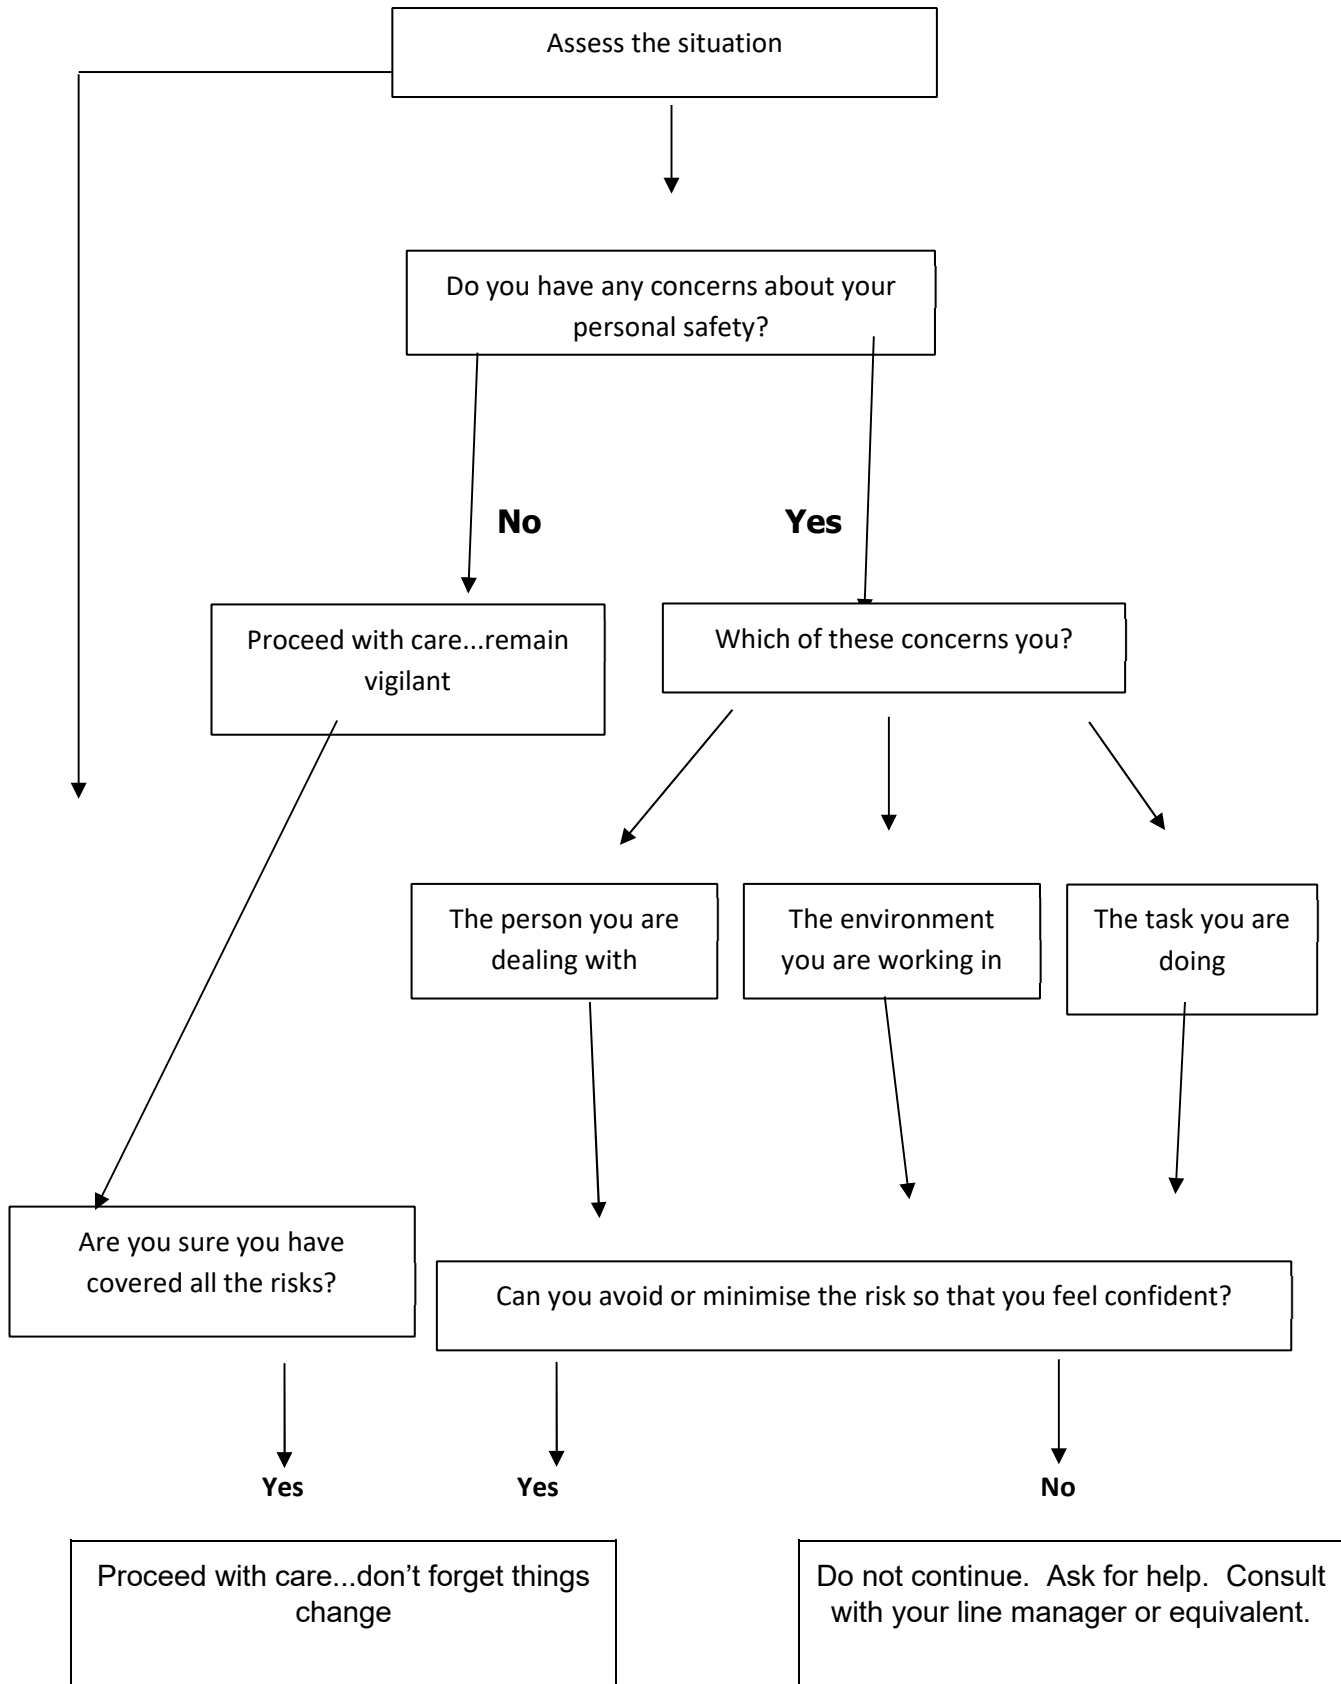 Assess the situation
Do you have any concerns about your
personal safety?
No
Yes
Proceed with care...remain
vigilant
Which of these concerns you?
The person you are
dealing with
The environment
you are working in
The task you are
doing
Are you sure you have
covered all the risks?
Can you avoid or minimise the risk so that you feel confident?
Yes
Yes
No
Proceed with care...don’t forget things
change
Do not continue.  Ask for help.  Consult
with your line manager or equivalent.